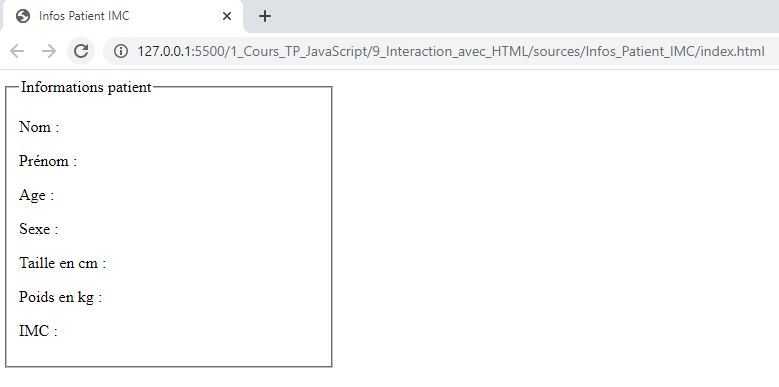 Infos Patient IMC
127.0.0.1:5500/1_Cours_TP_JavaScript/9_Interaction_avec_HTML/sources/Infos_Patient_IMC/index.html
Informations patient
Nom :
Prénom :
Age :
Sexe :
Taille en cm :
Poids en kg :
IMC :